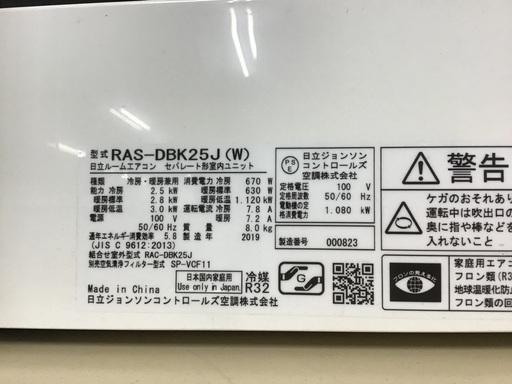 型式 RAS-DBK25J(W)
日立ルームエアコン セパレート形室内ユニット
種類 冷房・暖房兼用 消費電力 冷房 670 W
能力 冷房 2.5 kW 暖房標準 630 W
暖房標準 2.8 kW 暖房低温 1.120 kW
暖房低温 3.0 kW 運転電流 冷房 7.8 A
電源 100 V 暖房 7.2 A
50/60 Hz 質量 8.0 kg
通年エネルギー消費効率 5.8 製造年 2019
(JIS C 9612:2013)
組合せ室外型式 RAC-DBK25J
別売空気清浄フィルター型式 SP-VCF11
Made in China
日本国内家庭用
Use only in Japan.
冷媒
R32
日立ジョンソンコントロールズ空調株式会社
PSE
日立ジョンソン
コントロールズ
空調株式会社
定格電圧 100 V
定格周波数 50/60 Hz
電動機の定格消費電力 1.080 kW
製造番号 000823
G
警告
ケガのおそれあり
運転中は吹出口の
奥に指や棒などを
入れないこと
フロンの見える化
家庭用エア
フロン類(R3
地球温暖化防
フロン類の回